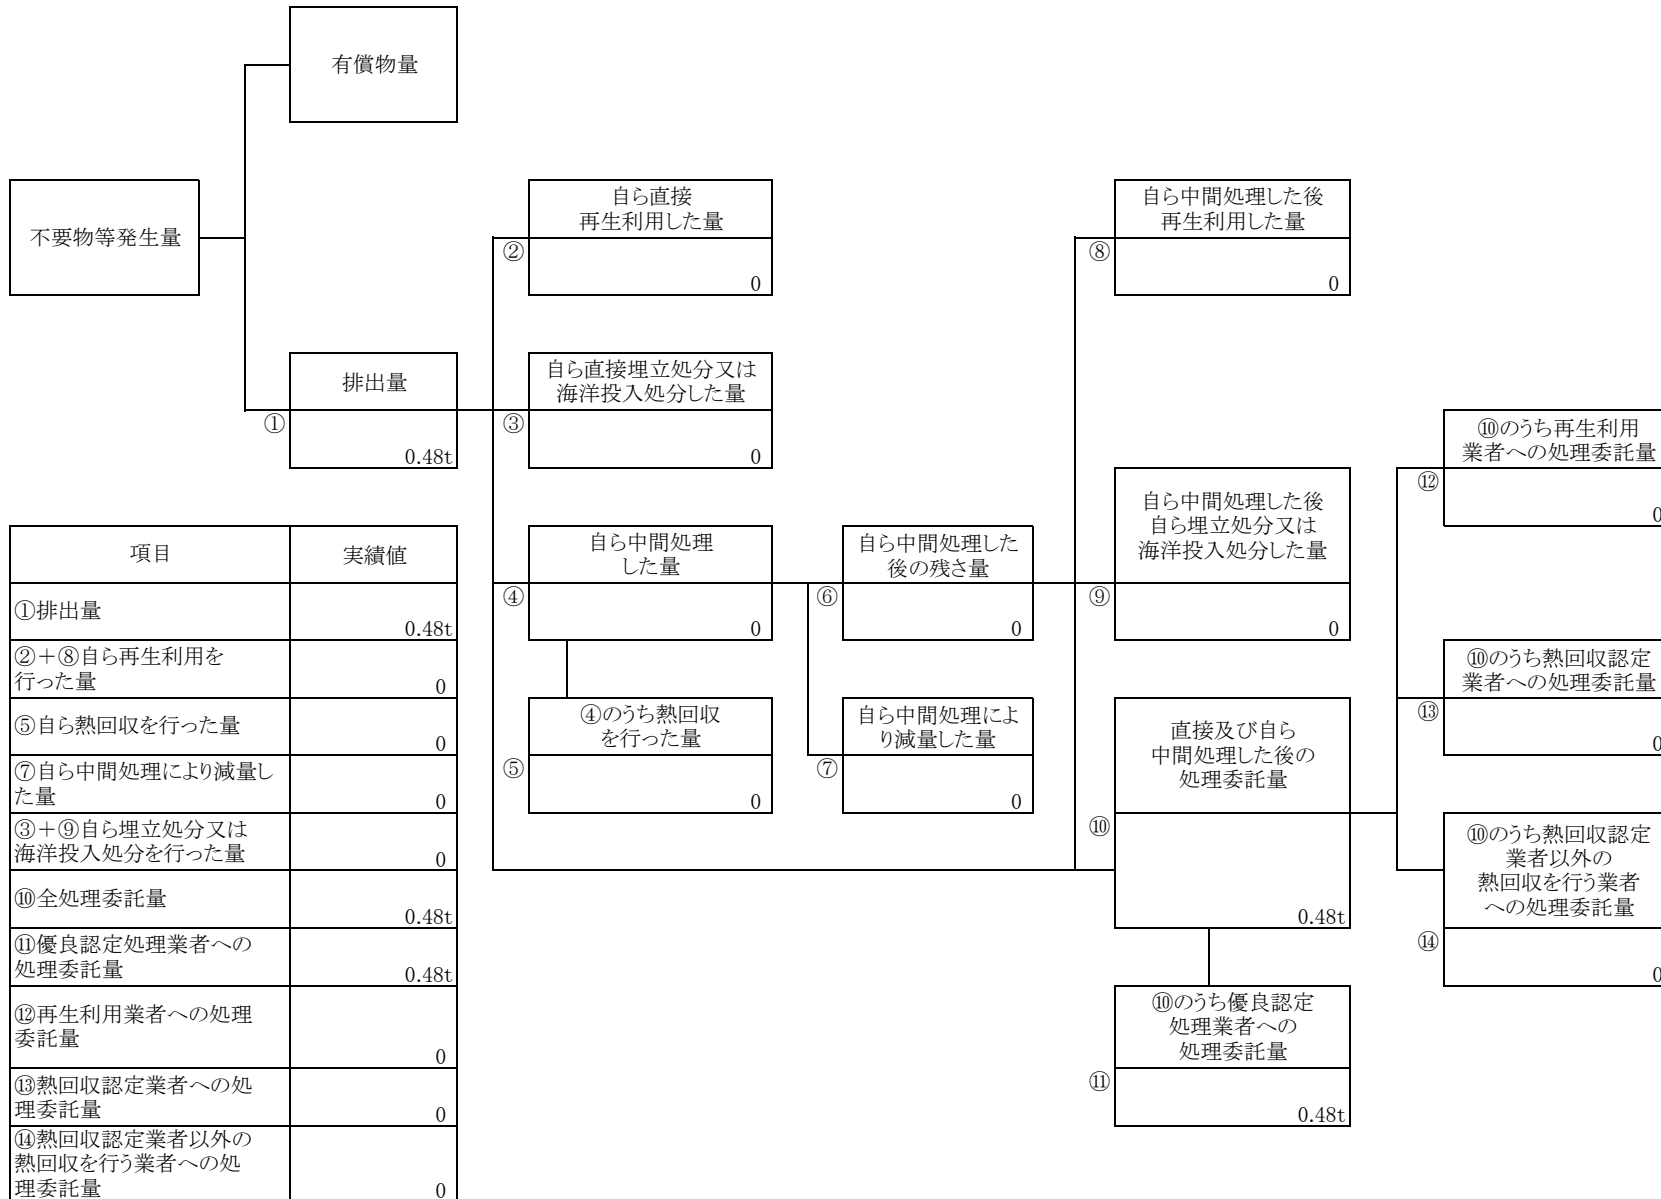 有償物量
不要物等発生量
自ら直接
再生利用した量
②
0
自ら中間処理した後
再生利用した量
⑧
0
排出量
①
0.48t
自ら直接埋立処分又は
海洋投入処分した量
③
0
⑩のうち再生利用
業者への処理委託量
⑫
0
自ら中間処理
した量
④
0
自ら中間処理した
後の残さ量
⑥
0
自ら中間処理した後
自ら埋立処分又は
海洋投入処分した量
⑨
0
⑩のうち熱回収認定
業者への処理委託量
⑬
0
④のうち熱回収
を行った量
⑤
0
自ら中間処理によ
り減量した量
⑦
0
直接及び自ら
中間処理した後の
処理委託量
⑩
0.48t
⑩のうち熱回収認定
業者以外の
熱回収を行う業者
への処理委託量
⑭
0
⑩のうち優良認定
処理業者への
処理委託量
⑪
0.48t
項目 実績値
①排出量
0.48t
②+⑧自ら再生利用を
行った量
0
⑤自ら熱回収を行った量
0
⑦自ら中間処理により減量し
た量
0
③+⑨自ら埋立処分又は
海洋投入処分を行った量
0
⑩全処理委託量
0.48t
⑪優良認定処理業者への
処理委託量
0.48t
⑫再生利用業者への処理
委託量
0
⑬熱回収認定業者への処
理委託量
0
⑭熱回収認定業者以外の
熱回収を行う業者への処
理委託量
0